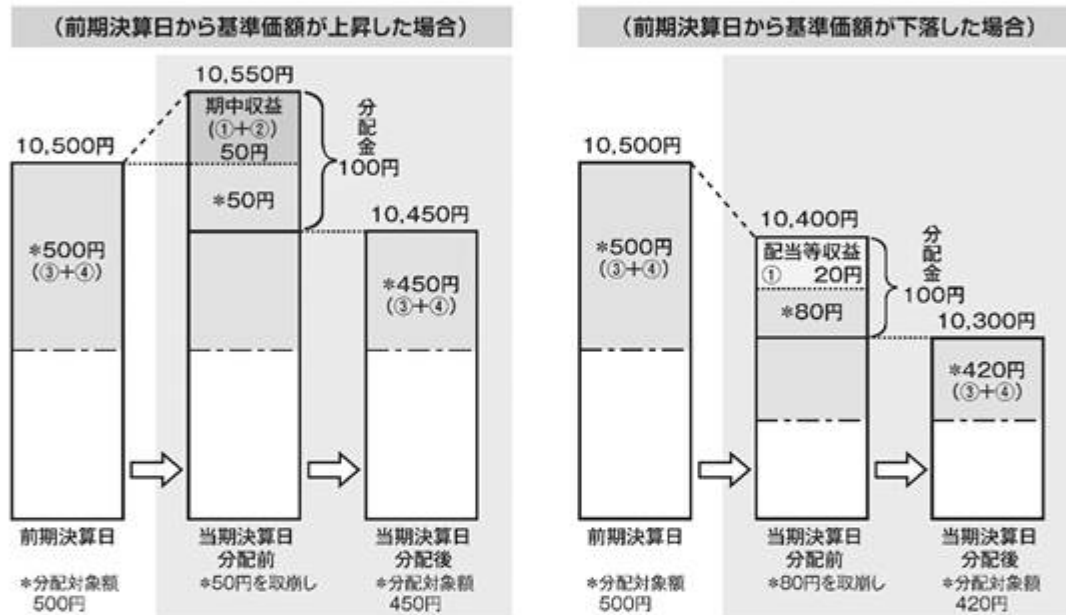 (前期決算日から基準価額が上昇した場合)
10,550円
期中収益
(①+②)
50円
*50円
分配金
100円
10,500円
*500円
(③+④)
10,450円
*450円
(③+④)
前期決算日
当期決算日
分配前
当期決算日
分配後
*分配対象額
500円
*50円を取崩し
*分配対象額
450円
(前期決算日から基準価額が下落した場合)
10,500円
*500円
(③+④)
10,400円
配当等収益
① 20円
*80円
分配金
100円
10,300円
*420円
(③+④)
前期決算日
当期決算日
分配前
当期決算日
分配後
*分配対象額
500円
*80円を取崩し
*分配対象額
420円